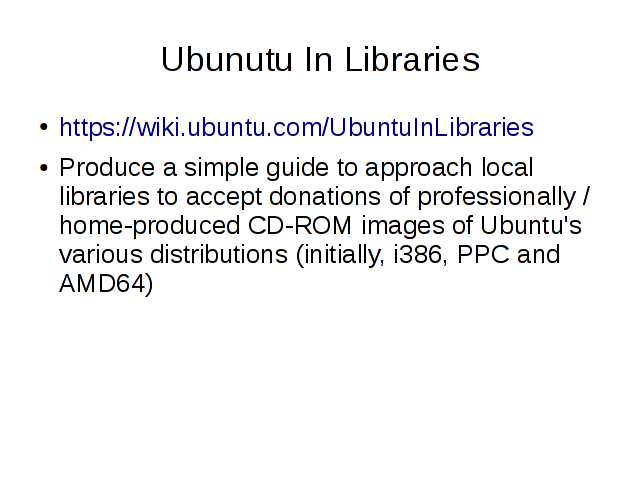 Ubunutu In Libraries
• https://wiki.ubuntu.com/UbuntuInLibraries
• Produce a simple guide to approach local
libraries to accept donations of professionally /
home-produced CD-ROM images of Ubuntu's
various distributions (initially, i386, PPC and
AMD64)